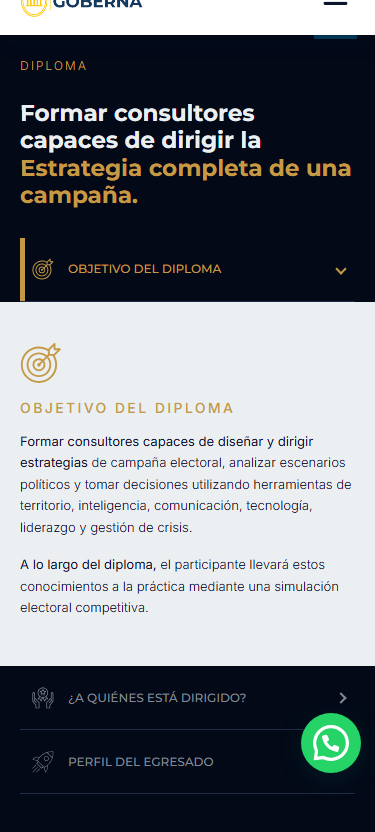 GOBERNA
DIPLOMA
Formar consultores
capaces de dirigir la
Estrategia completa de una
campaña.
OBJETIVO DEL DIPLOMA
OBJETIVO DEL DIPLOMA
Formar consultores capaces de diseñar y dirigir
estrategias de campaña electoral, analizar escenarios
políticos y tomar decisiones utilizando herramientas de
territorio, inteligencia, comunicación, tecnología,
liderazgo y gestión de crisis.
A lo largo del diploma, el participante llevará estos
conocimientos a la práctica mediante una simulación
electoral competitiva.
¿A QUIÉNES ESTÁ DIRIGIDO?
PERFIL DEL EGRESADO